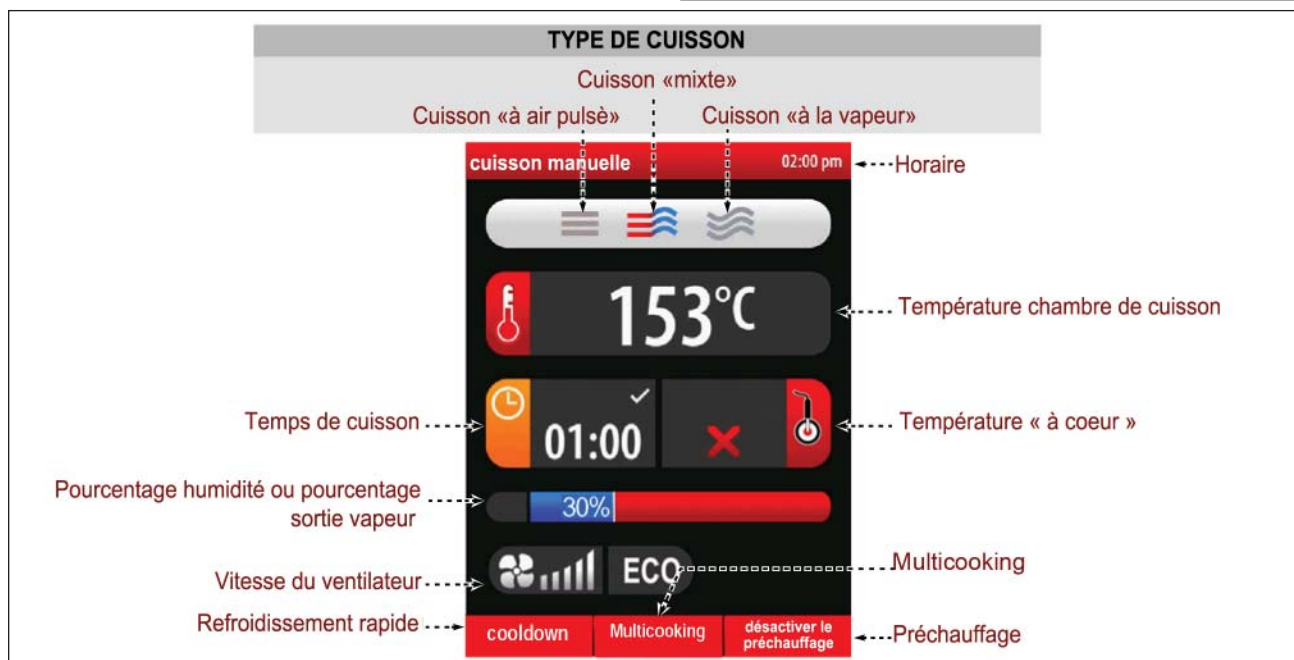 TYPE DE CUISSON
Cuisson «mixte»
Cuisson «à air pulsè»
Cuisson «à la vapeur»
cuisson manuelle
02:00 pm
Horaire
153°C
Température chambre de cuisson
Temps de cuisson
01:00
Température « à coeur »
Pourcentage humidité ou pourcentage
sortie vapeur
30%
Vitesse du ventilateur
ECO
Multicooking
Refroidissement rapide
cooldown
Multicooking
désactiver le
préchauffage
Préchauffage